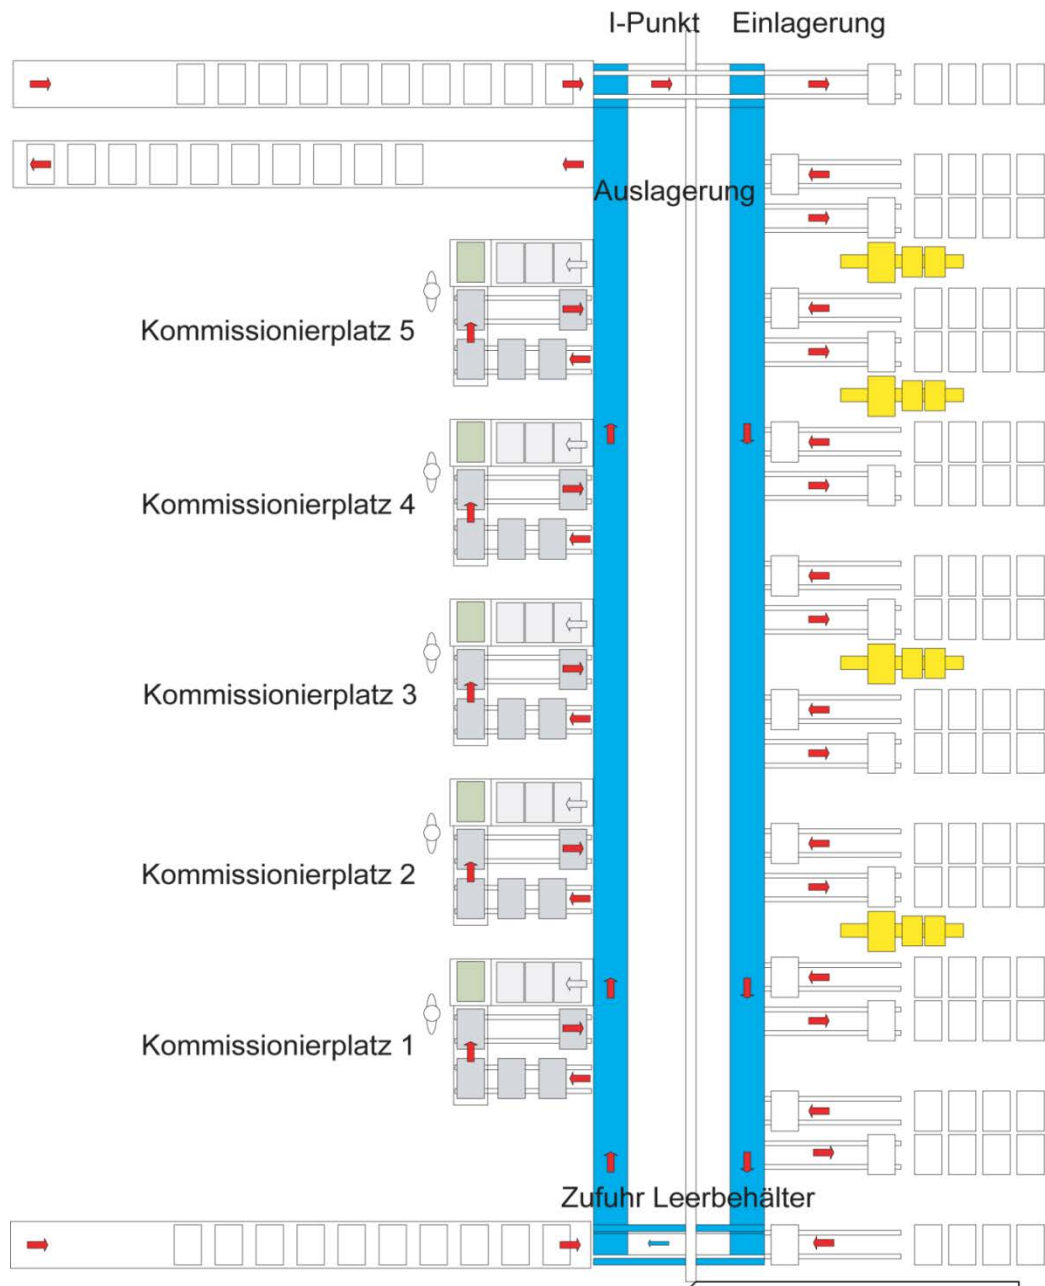 I-Punkt
Einlagerung
Auslagerung
Kommissionierplatz 5
Kommissionierplatz 4
Kommissionierplatz 3
Kommissionierplatz 2
Kommissionierplatz 1
Zufuhr Leerbehälter